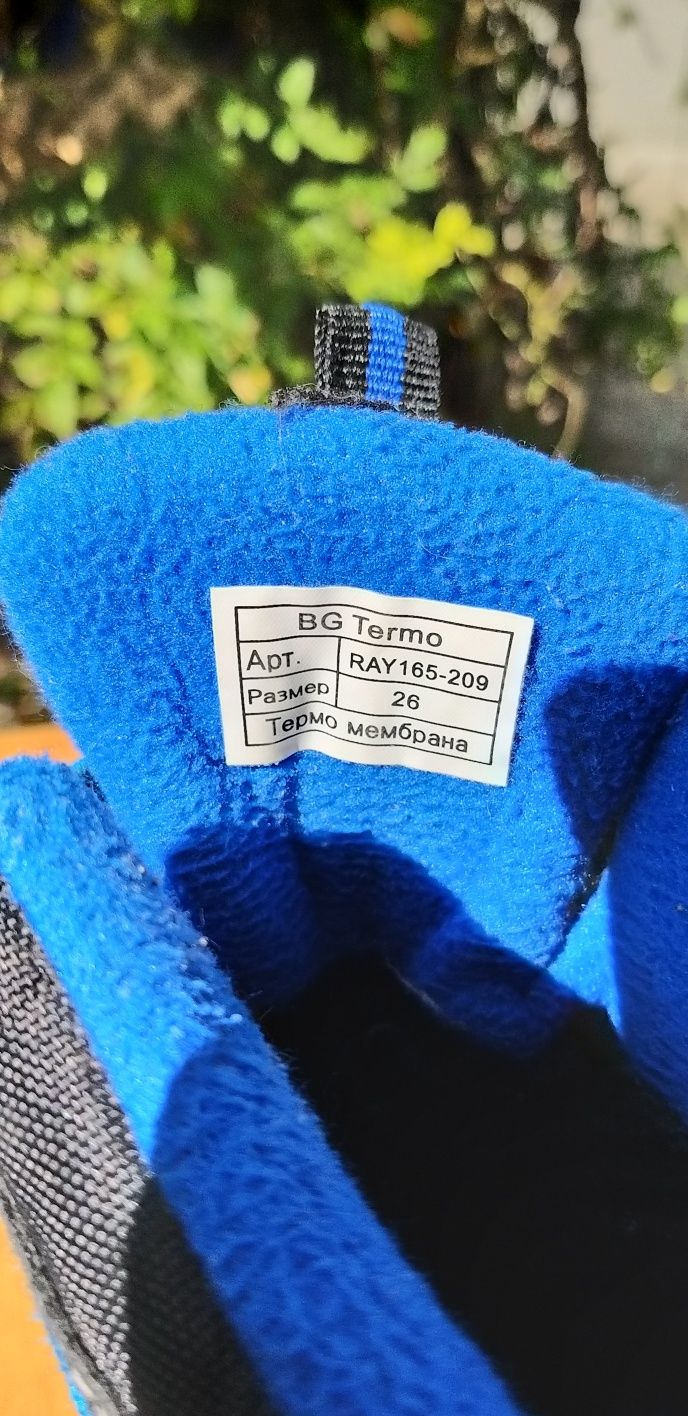 BG Termo
Арт. RAY165-209
Размер 26
Термо мембрана